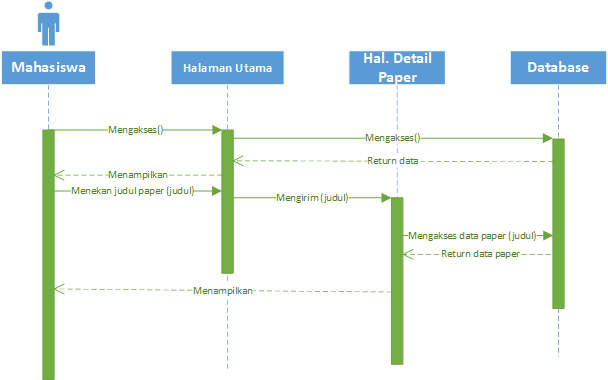 Mahasiswa
Halaman Utama
Hal. Detail
Paper
Database
Mengakses()
Mengakses()
Return data
Menampilkan
Menekan judul paper (judul)
Mengirim (judul)
Mengakses data paper (judul)
Return data paper
Menampilkan